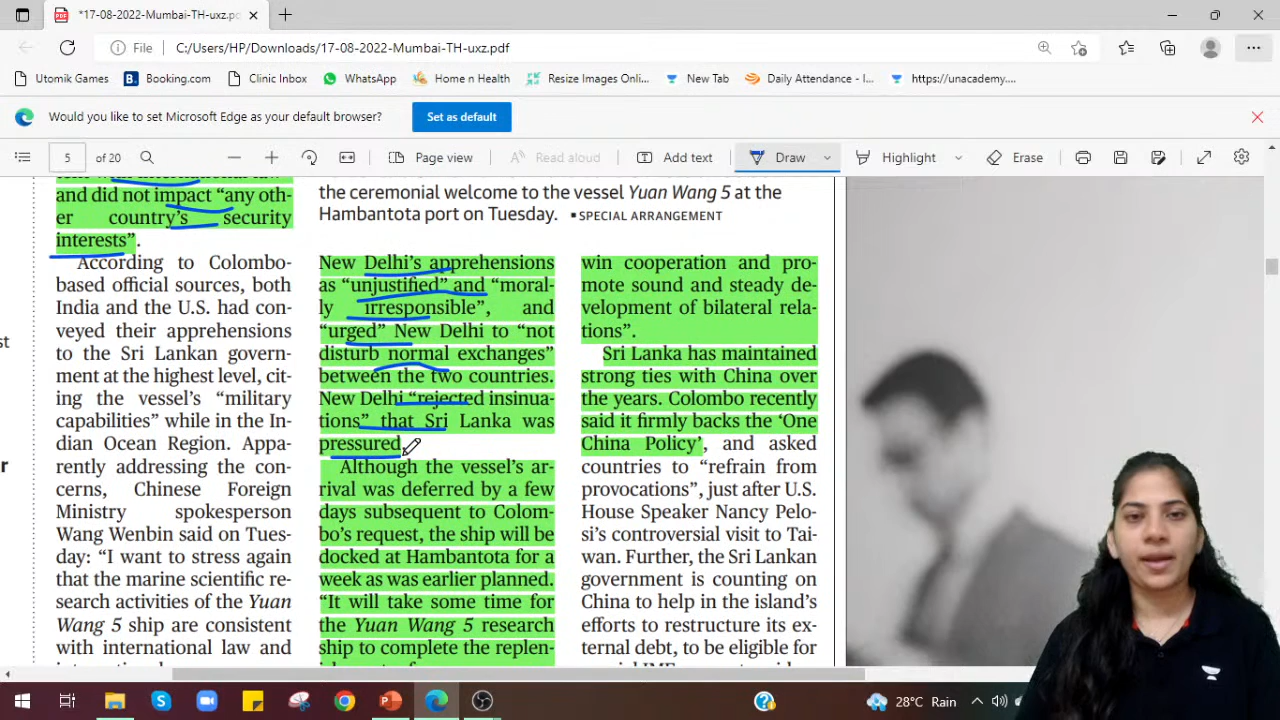 *17-08-2022-Mumbai-TH-uxz.pdf
File C:/Users/HP/Downloads/17-08-2022-Mumbai-TH-uxz.pdf
Utomik Games Booking.com Clinic Inbox WhatsApp Home n Health Resize Images Onl... New Tab Daily Attendance - I... https://unacademy....
Would you like to set Microsoft Edge as your default browser? Set as default
5 of 20 Page view Read aloud Add text Draw Highlight Erase
and did not impact “any oth-
er country’s security
interests”.
According to Colombo-
based official sources, both
India and the U.S. had con-
veyed their apprehensions
to the Sri Lankan govern-
ment at the highest level, cit-
ing the vessel’s “military
capabilities” while in the In-
dian Ocean Region. Appa-
rently addressing the con-
cerns, Chinese Foreign
Ministry spokesperson
Wang Wenbin said on Tues-
day: “I want to stress again
that the marine scientific re-
search activities of the Yuan
Wang 5 ship are consistent
with international law and
the ceremonial welcome to the vessel Yuan Wang 5 at the
Hambantota port on Tuesday. ▪SPECIAL ARRANGEMENT
New Delhi’s apprehensions
as “unjustified” and “moral-
ly irresponsible”, and
“urged” New Delhi to “not
disturb normal exchanges”
between the two countries.
New Delhi “rejected insinua-
tions” that Sri Lanka was
pressured.
Although the vessel’s ar-
rival was deferred by a few
days subsequent to Colom-
bo’s request, the ship will be
docked at Hambantota for a
week as was earlier planned.
“It will take some time for
the Yuan Wang 5 research
ship to complete the replen-
win cooperation and pro-
mote sound and steady de-
velopment of bilateral rela-
tions”.
Sri Lanka has maintained
strong ties with China over
the years. Colombo recently
said it firmly backs the ‘One
China Policy’, and asked
countries to “refrain from
provocations”, just after U.S.
House Speaker Nancy Pelo-
si’s controversial visit to Tai-
wan. Further, the Sri Lankan
government is counting on
China to help in the island’s
efforts to restructure its ex-
ternal debt, to be eligible for
28°C Rain